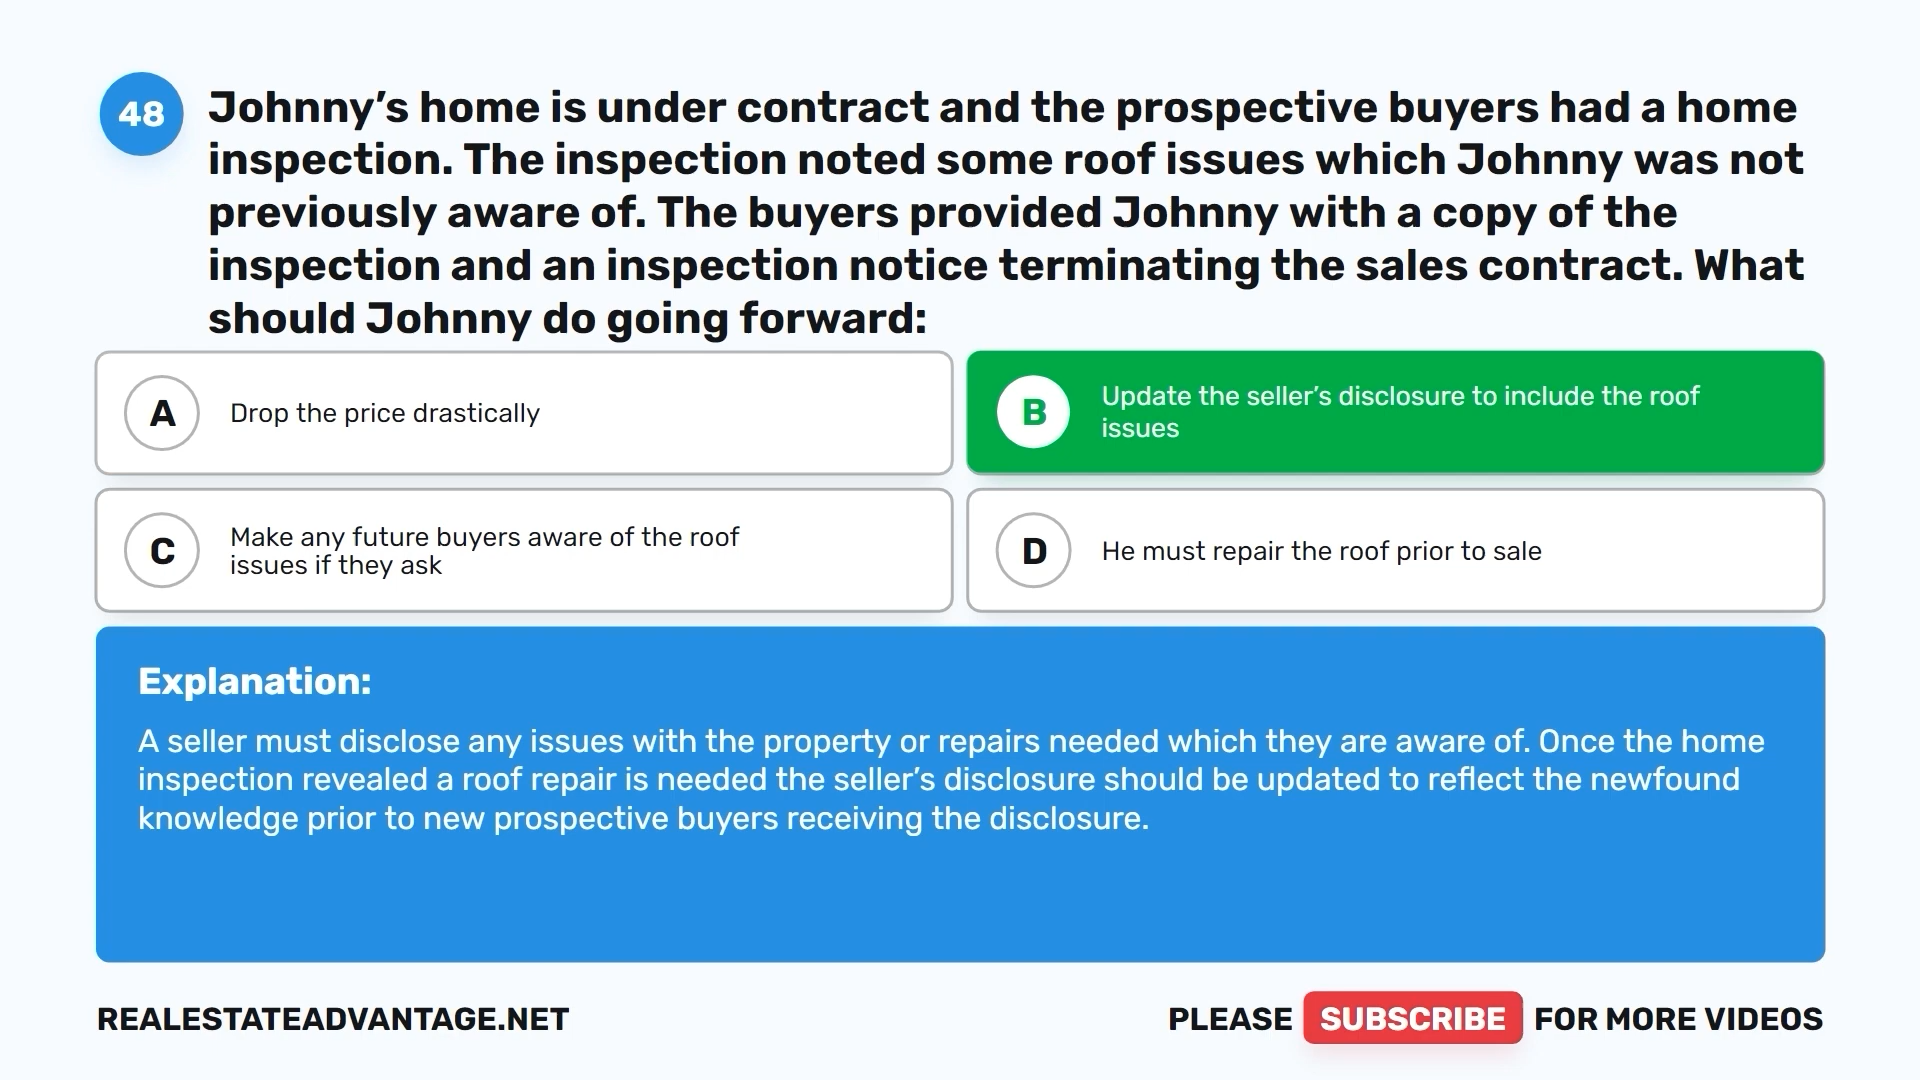 48
Johnny’s home is under contract and the prospective buyers had a home
inspection. The inspection noted some roof issues which Johnny was not
previously aware of. The buyers provided Johnny with a copy of the
inspection and an inspection notice terminating the sales contract. What
should Johnny do going forward:
A
Drop the price drastically
B
Update the seller’s disclosure to include the roof
issues
C
Make any future buyers aware of the roof
issues if they ask
D
He must repair the roof prior to sale
Explanation:
A seller must disclose any issues with the property or repairs needed which they are aware of. Once the home
inspection revealed a roof repair is needed the seller’s disclosure should be updated to reflect the newfound
knowledge prior to new prospective buyers receiving the disclosure.
REALESTATEADVANTAGE.NET
PLEASE SUBSCRIBE FOR MORE VIDEOS